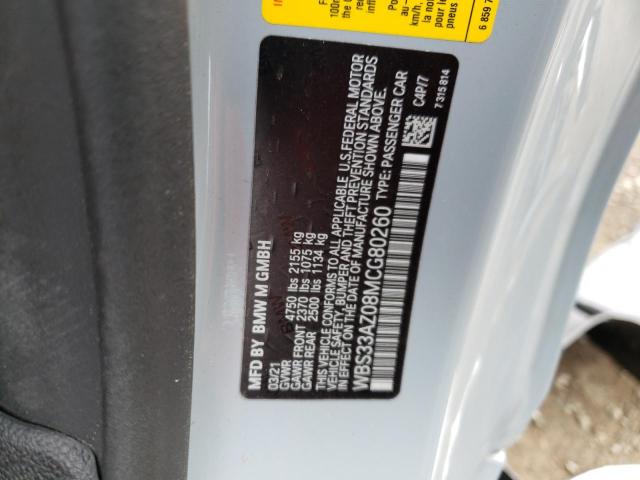 MFD BY BMW M GMBH
03/21
GVWR 4750 lbs 2155 kg
GAWR FRONT 2370 lbs 1075 kg
GAWR REAR 2500 lbs 1134 kg
THIS VEHICLE CONFORMS TO ALL APPLICABLE U.S.FEDERAL MOTOR
VEHICLE SAFETY, BUMPER AND THEFT PREVENTION STANDARDS
IN EFFECT ON THE DATE OF MANUFACTURE SHOWN ABOVE.
WBS33AZ08MCG80260 TYPE: PASSENGER CAR
C4P/7
7 315 814